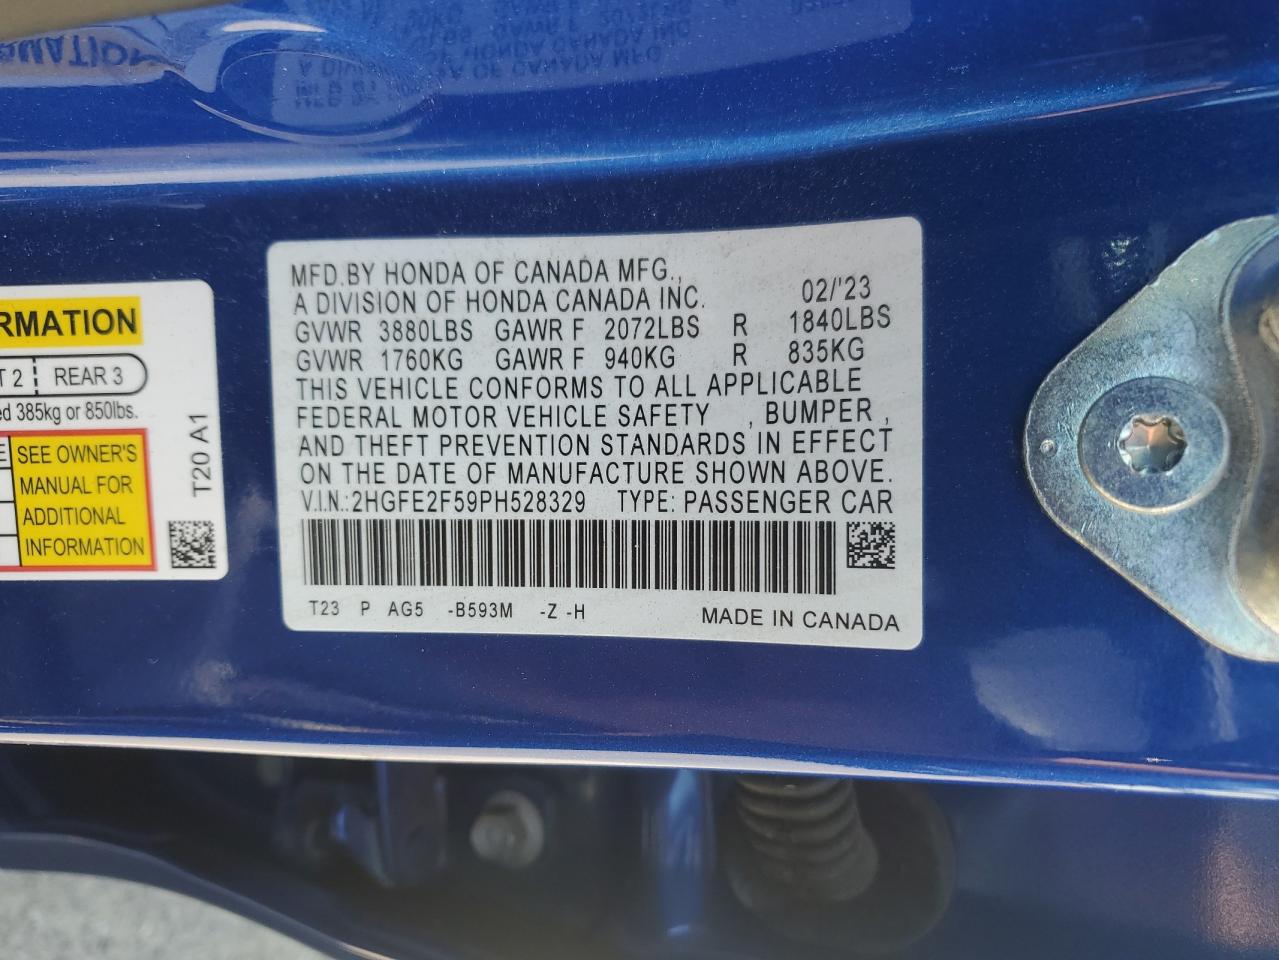 RMATION
T 2 REAR 3
ed 385kg or 850lbs.
SEE OWNER'S
MANUAL FOR
ADDITIONAL
INFORMATION
T20 A1
MFD.BY HONDA OF CANADA MFG.,
A DIVISION OF HONDA CANADA INC. 02/'23
GVWR 3880LBS GAWR F 2072LBS R 1840LBS
GVWR 1760KG GAWR F 940KG R 835KG
THIS VEHICLE CONFORMS TO ALL APPLICABLE
FEDERAL MOTOR VEHICLE SAFETY , BUMPER ,
AND THEFT PREVENTION STANDARDS IN EFFECT
ON THE DATE OF MANUFACTURE SHOWN ABOVE.
V.I.N.:2HGFE2F59PH528329 TYPE: PASSENGER CAR
T23 P AG5 -B593M -Z -H MADE IN CANADA